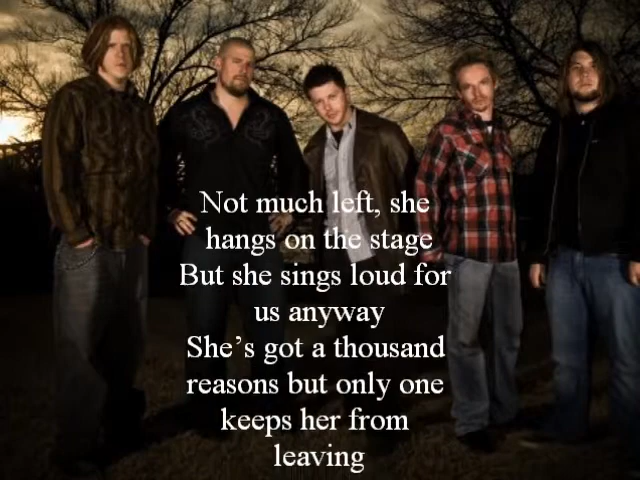 Not much left, she
hangs on the stage
But she sings loud for
us anyway
She’s got a thousand
reasons but only one
keeps her from
leaving